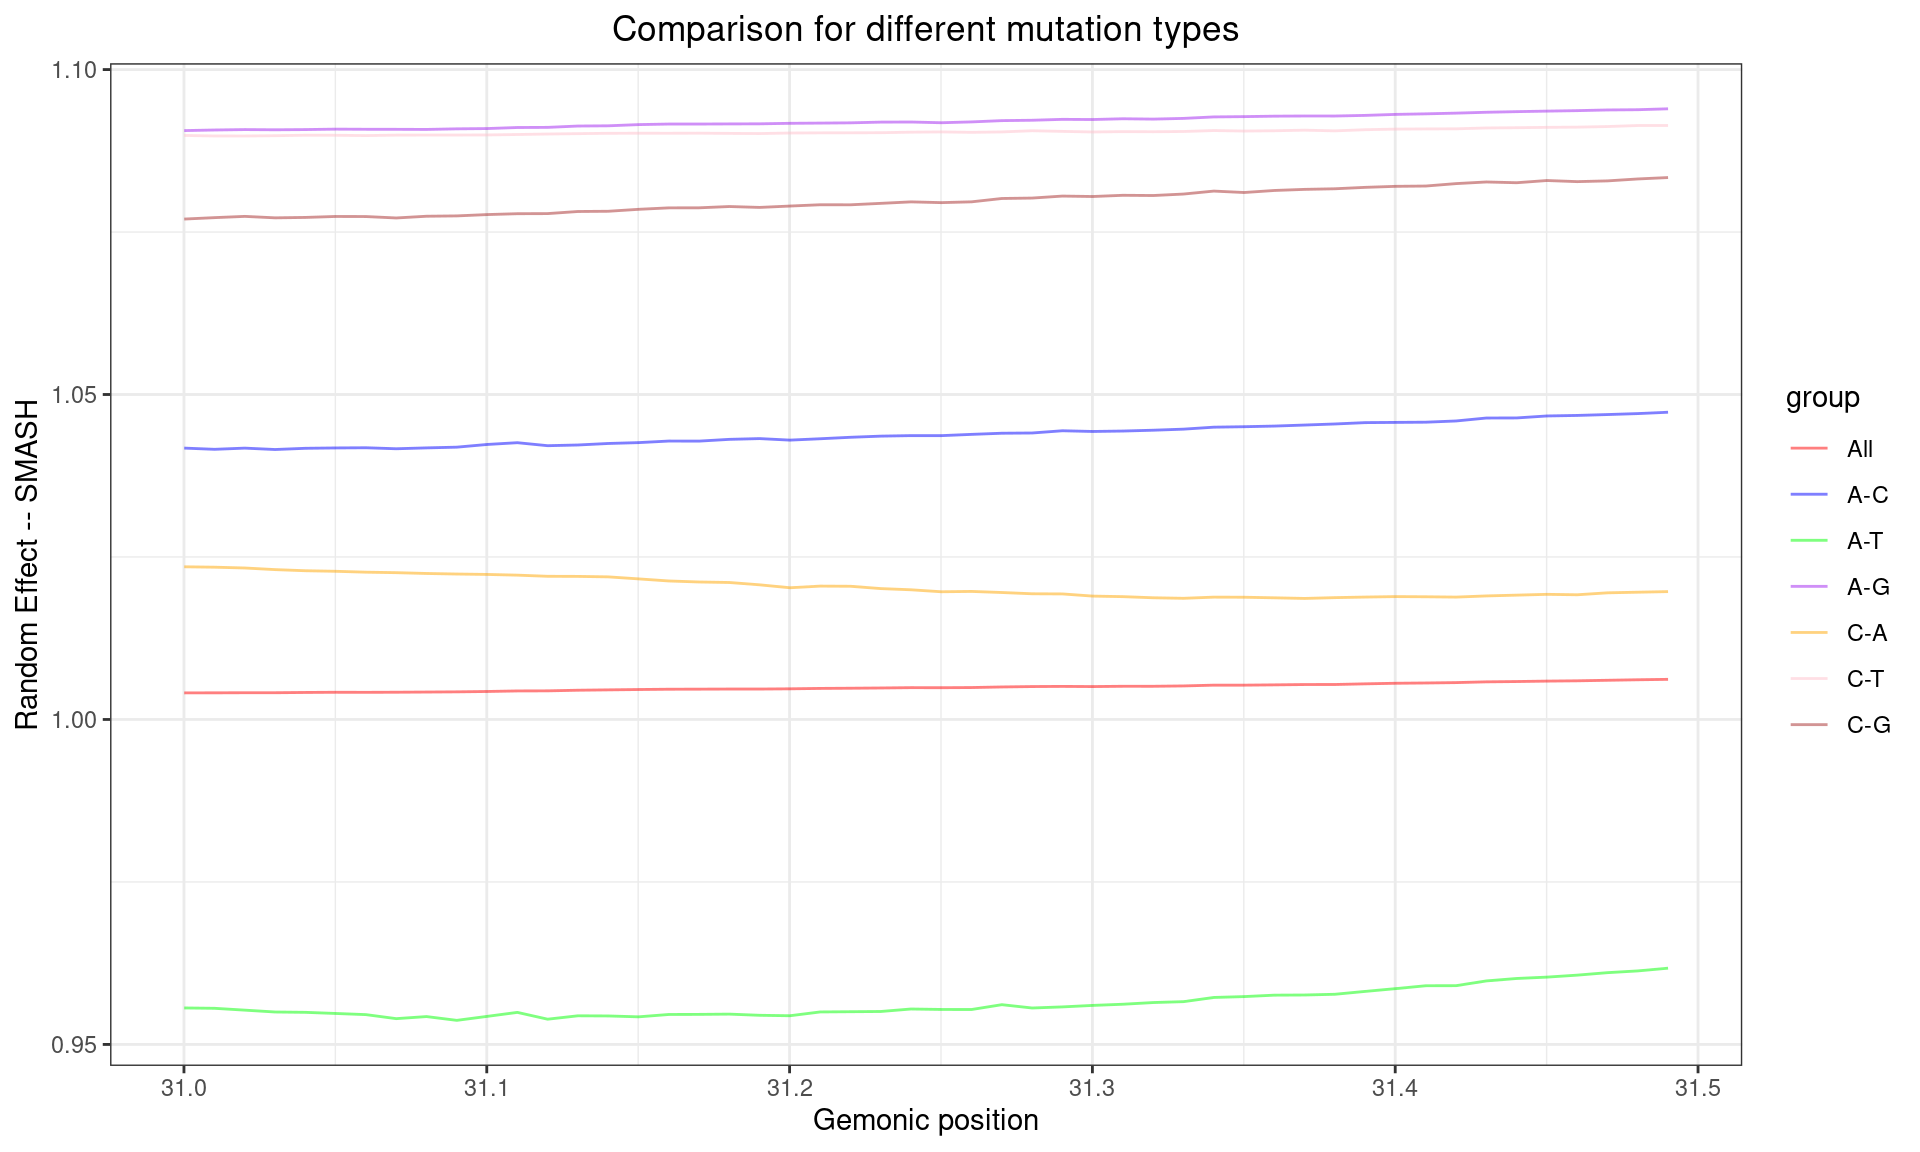 Comparison for different mutation types
1.10
1.05
1.00
0.95
Random Effect -- SMASH
31.0
31.1
31.2
31.3
31.4
31.5
Gemonic position
group
All
A-C
A-T
A-G
C-A
C-T
C-G